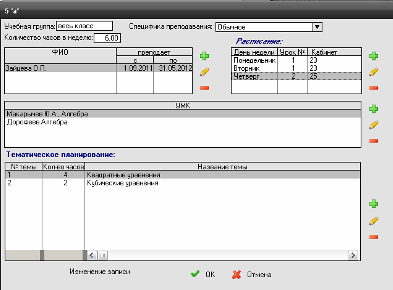 5 "а"
Учебная группа: весь класс Специфика преподавания: Обычное
Количество часов в неделю: 6,00
Расписание:
ФИО преподает
с по
Зайцева О.П. 1.09.2011 31.05.2012
День недели Урок № Кабинет
Понедельник 1 23
Вторник 1 23
Четверг 2 25
УМК
Макарычев Ю.А., Алгебра
Дорофеев Алгебра
Тематическое планирование:
№ темы Кол-во часов Название темы
1 4 Квадратные уравнения
2 2 Кубические уравнения
Изменение записи OK Отмена